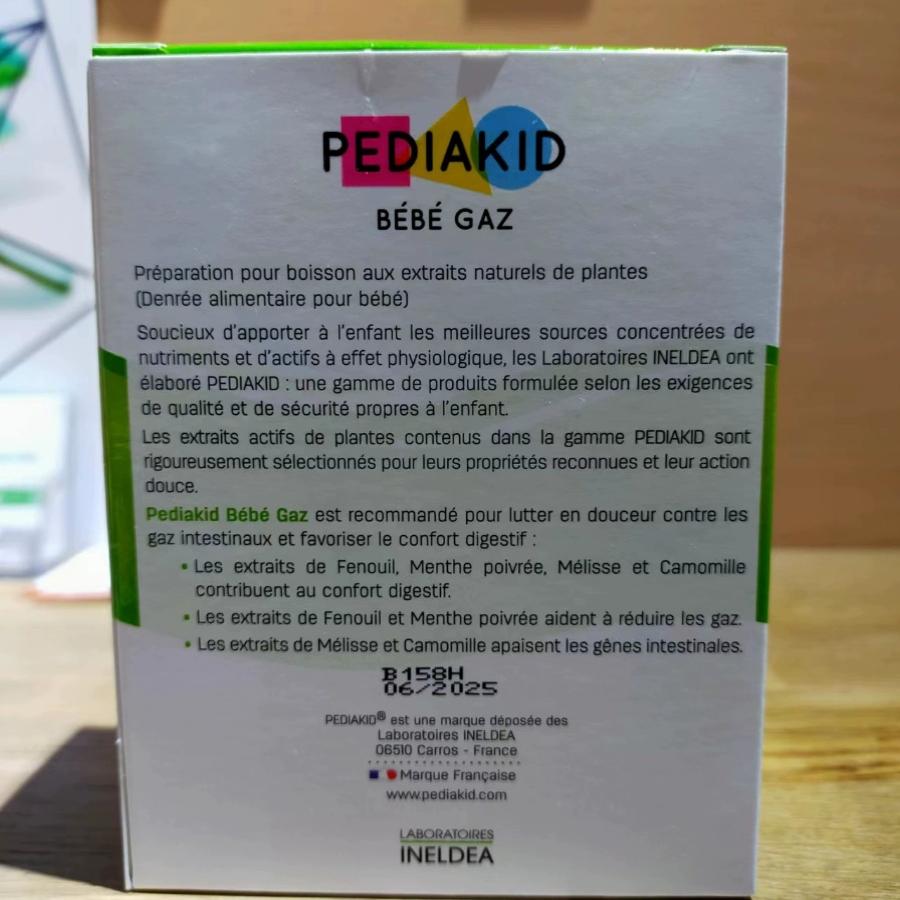 PEDIAKID
BÉBÉ GAZ
Préparation pour boisson aux extraits naturels de plantes
(Denrée alimentaire pour bébé)
Soucieux d'apporter à l'enfant les meilleures sources concentrées de
nutriments et d'actifs à effet physiologique, les Laboratoires INELDEA ont
élaboré PEDIAKID : une gamme de produits formulée selon les exigences
de qualité et de sécurité propres à l'enfant.
Les extraits actifs de plantes contenus dans la gamme PEDIAKID sont
rigoureusement sélectionnés pour leurs propriétés reconnues et leur action
douce.
Pediakid Bébé Gaz est recommandé pour lutter en douceur contre les
gaz intestinaux et favoriser le confort digestif :
• Les extraits de Fenouil, Menthe poivrée, Mélisse et Camomille
contribuent au confort digestif.
• Les extraits de Fenouil et Menthe poivrée aident à réduire les gaz.
• Les extraits de Mélisse et Camomille apaisent les gênes intestinales.
B158H
06/2025
PEDIAKID® est une marque déposée des
Laboratoires INELDEA
06510 Carros - France
Marque Française
www.pediakid.com
LABORATOIRES
INELDEA